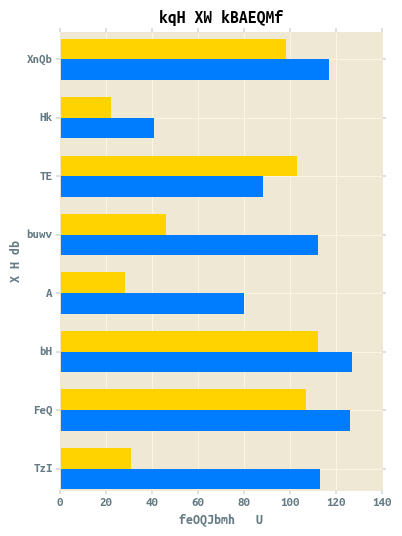 kqH XW kBAEQMf
XnQb
Hk
TE
buwv
A
bH
FeQ
TzI
X H db
0 20 40 60 80 100 120 140
feOQJbmh U